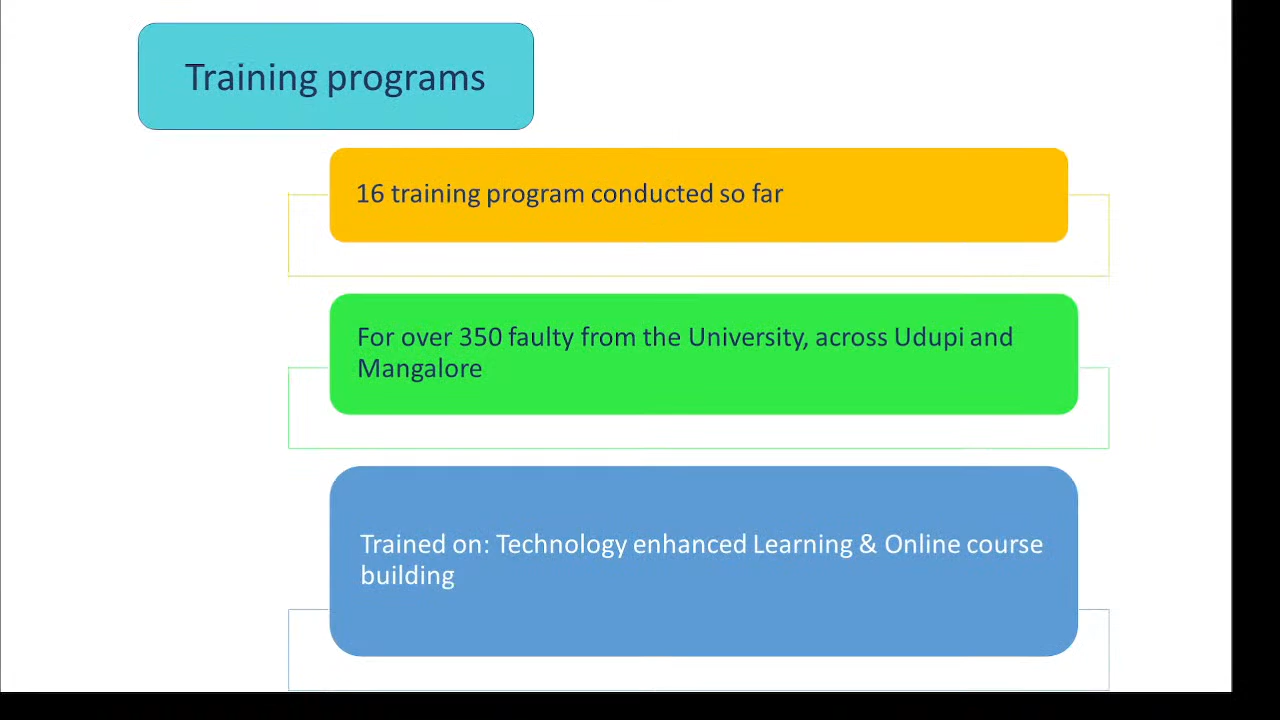 Training programs
16 training program conducted so far
For over 350 faulty from the University, across Udupi and
Mangalore
Trained on: Technology enhanced Learning & Online course
building